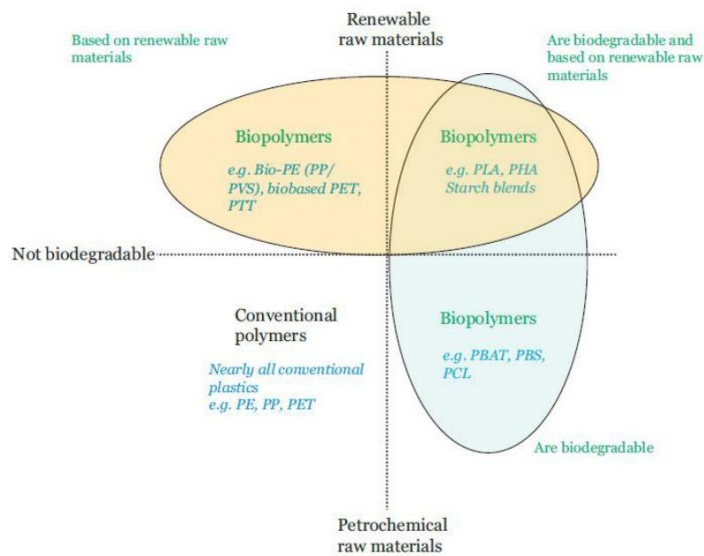 Renewable
raw materials
Based on renewable raw
materials
Are biodegradable and
based on renewable raw
materials
Biopolymers
e.g. Bio-PE (PP/
PVS), biobased PET,
PTT
Biopolymers
e.g. PLA, PHA
Starch blends
Not biodegradable
Conventional
polymers
Nearly all conventional
plastics
e.g. PE, PP, PET
Biopolymers
e.g. PBAT, PBS,
PCL
Are biodegradable
Petrochemical
raw materials